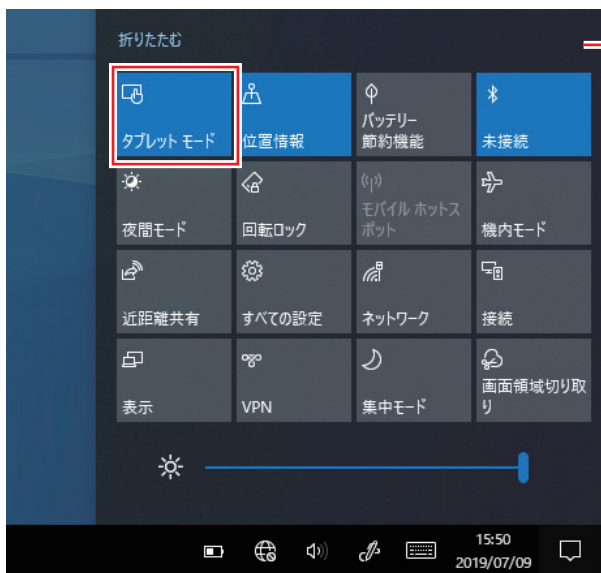 折りたたむ
タブレット モード
位置情報
バッテリー
節約機能
未接続
夜間モード
回転ロック
モバイル ホットス
ポット
機内モード
近距離共有
すべての設定
ネットワーク
接続
表示
VPN
集中モード
画面領域切り取
り
15:50
2019/07/09